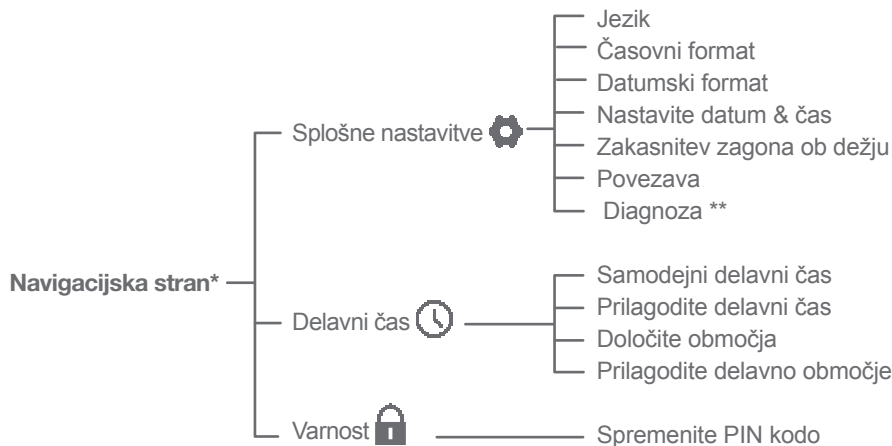 Navigacijska stran*
Splošne nastavitve
Jezik
Časovni format
Datumski format
Nastavite datum & čas
Zakasnitev zagona ob dežju
Povezava
Diagnoza **
Delavni čas
Samodejni delavni čas
Prilagodite delavni čas
Določite območja
Prilagodite delavno območje
Varnost
Spremenite PIN kodo